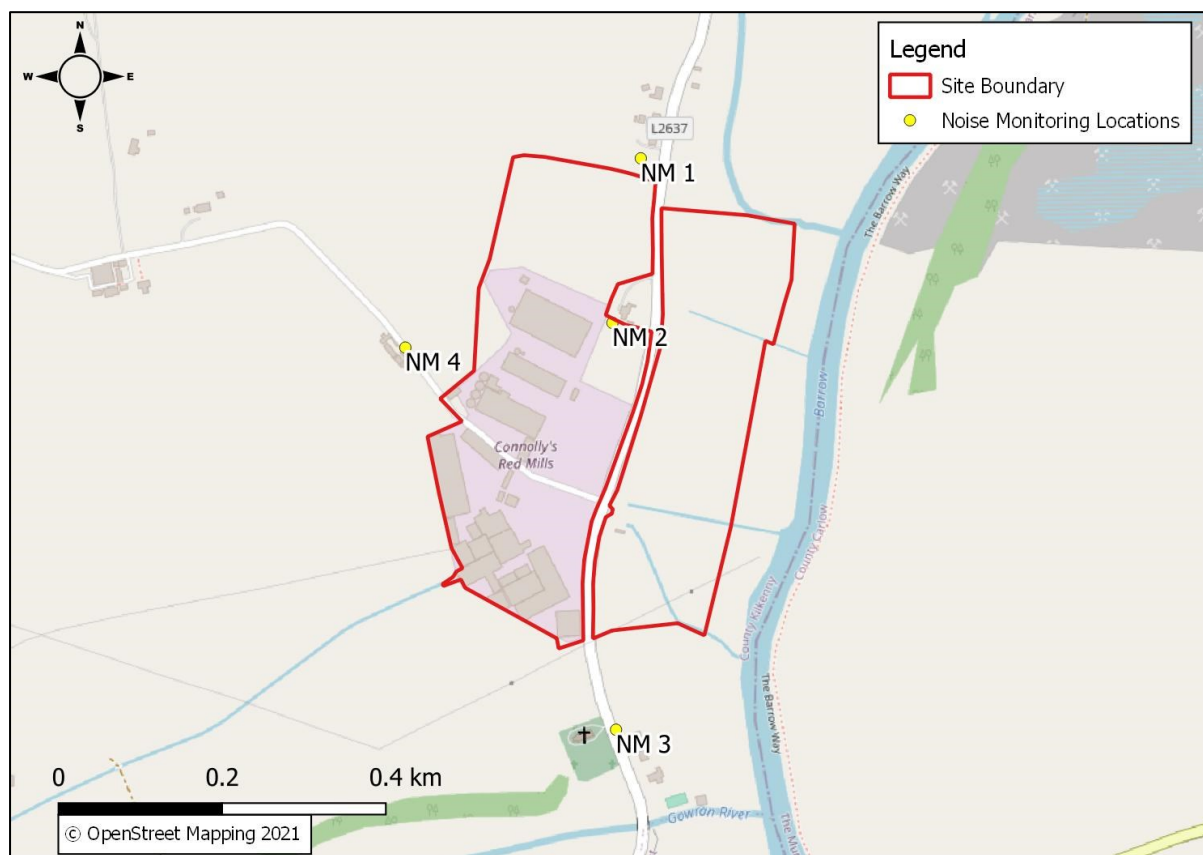 N
W
E
S
Legend
Site Boundary
Noise Monitoring Locations
L2637
NM 1
The Barrow Way
NM 2
NM 4
Barrow
Connolly's
Red Mills
County Carlow
County Kilkenny
The Barrow Way
NM 3
Gowran River
0
0.2
0.4 km
© OpenStreet Mapping 2021